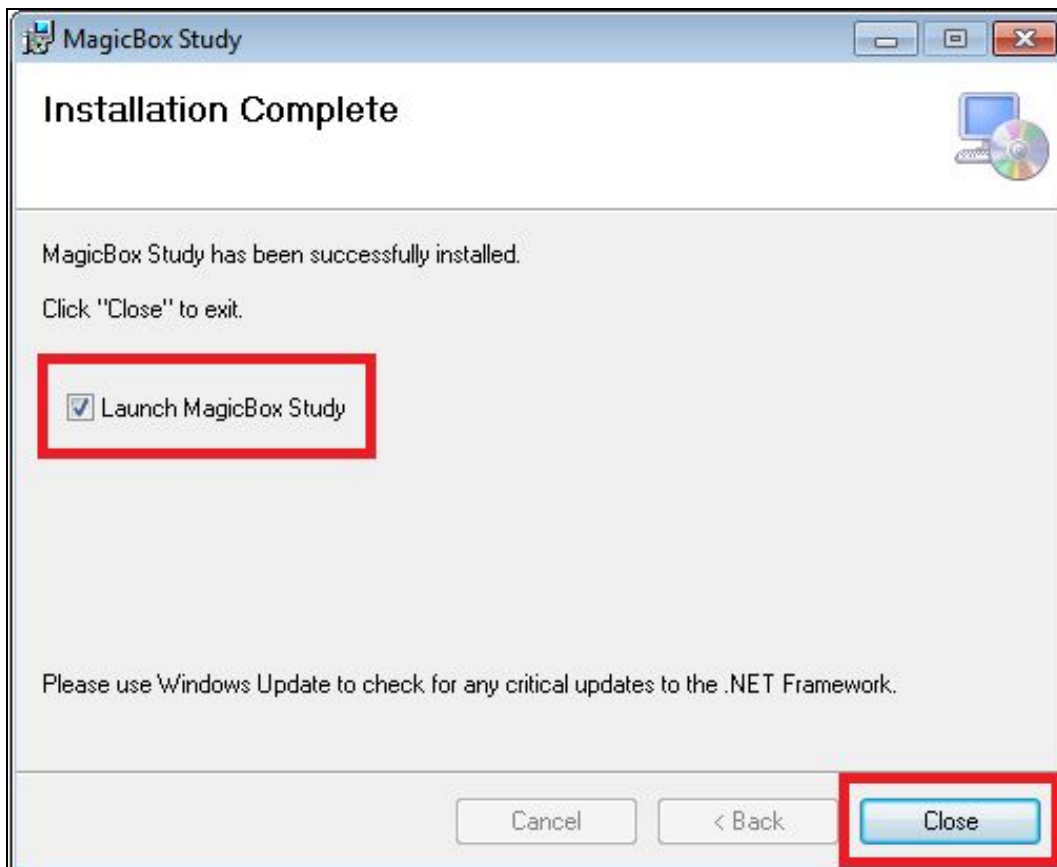 MagicBox Study
Installation Complete
MagicBox Study has been successfully installed.
Click "Close" to exit.
Launch MagicBox Study
Please use Windows Update to check for any critical updates to the .NET Framework.
Cancel
< Back
Close